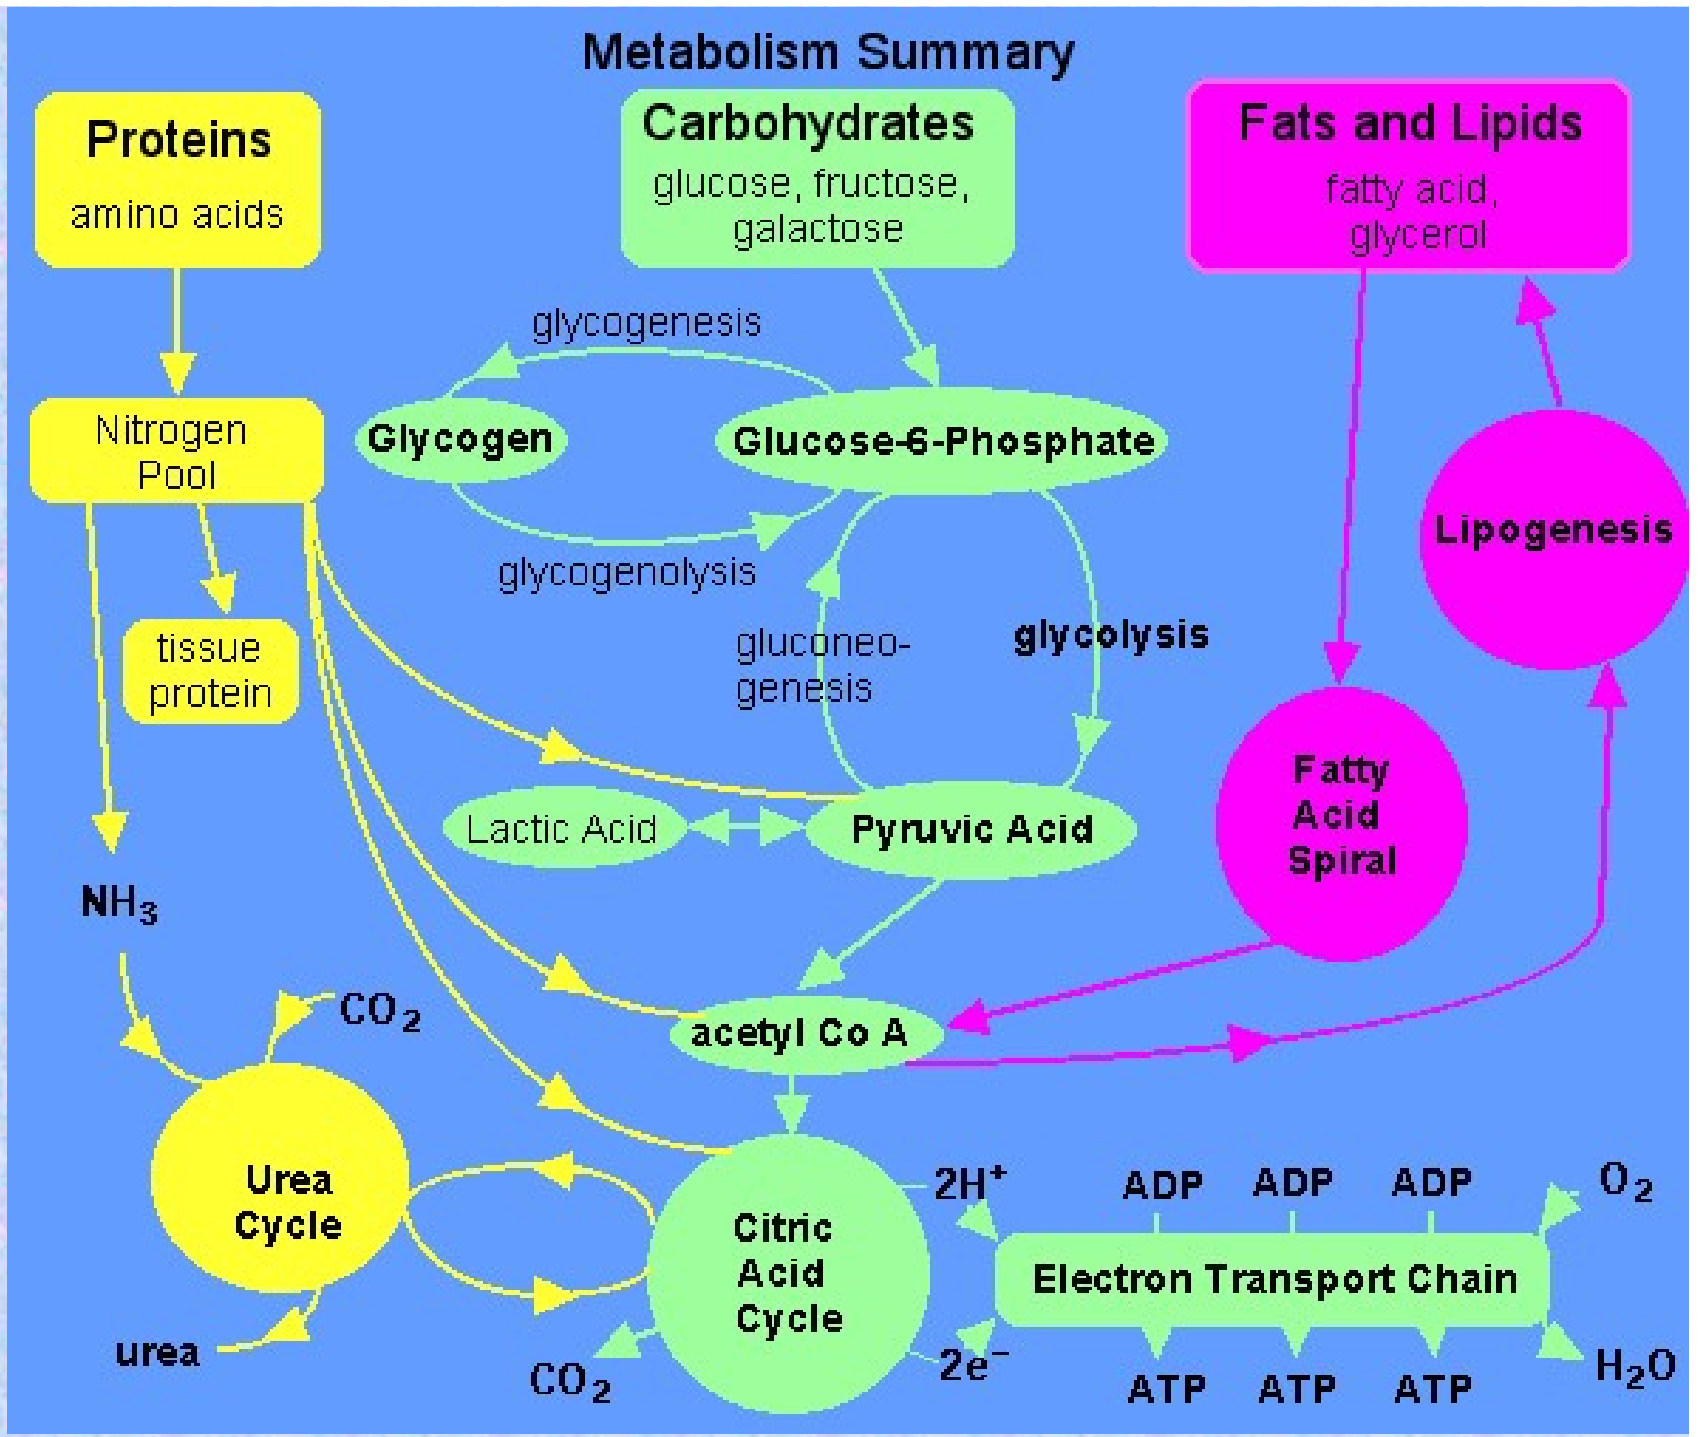 Metabolism Summary
Proteins
amino acids
Carbohydrates
glucose, fructose,
galactose
Fats and Lipids
fatty acid,
glycerol
glycogenesis
Nitrogen
Pool
Glycogen
Glucose-6-Phosphate
Lipogenesis
glycogenolysis
tissue
protein
gluconeo-
genesis
glycolysis
Fatty
Acid
Spiral
Lactic Acid
Pyruvic Acid
NH₃
CO₂
acetyl Co A
Urea
Cycle
urea
Citric
Acid
Cycle
CO₂
2H⁺
2e⁻
ADP ADP ADP
O₂
Electron Transport Chain
ATP ATP ATP
H₂O